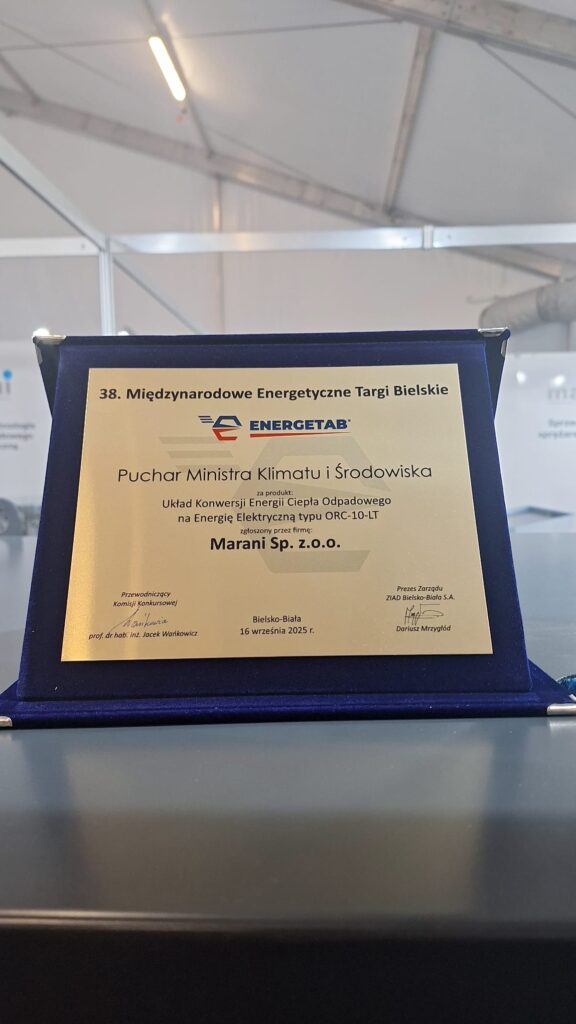 38. Międzynarodowe Energetyczne Targi Bielskie
ENERGETAB®
Puchar Ministra Klimatu i Środowiska
za produkt:
Układ Konwersji Energii Ciepła Odpadowego
na Energię Elektryczną typu ORC-10-LT
zgłoszony przez firmę:
Marani Sp. z.o.o.
Przewodniczący
Komisji Konkursowej
prof. dr hab. inż. Jacek Wańkowicz
Bielsko-Biała
16 września 2025 r.
Prezes Zarządu
ZIAD Bielsko-Biała S.A.
Dariusz Mrzygłód